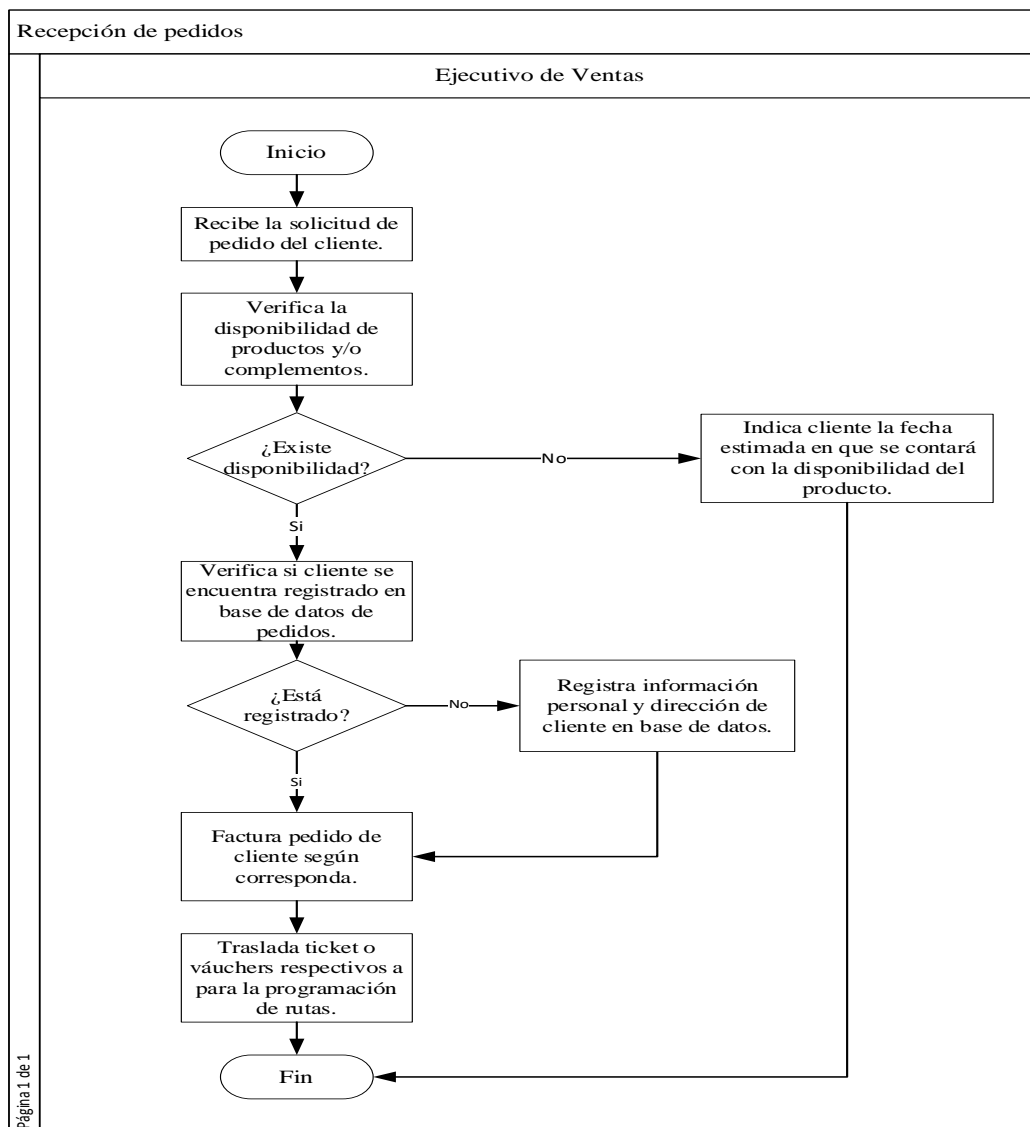 Recepción de pedidos
Ejecutivo de Ventas
Inicio
Recibe la solicitud de
pedido del cliente.
Verifica la
disponibilidad de
productos y/o
complementos.
¿Existe
disponibilidad?
No
Indica cliente la fecha
estimada en que se contará
con la disponibilidad del
producto.
Si
Verifica si cliente se
encuentra registrado en
base de datos de
pedidos.
¿Está
registrado?
No
Registra información
personal y dirección de
cliente en base de datos.
Si
Factura pedido de
cliente según
corresponda.
Traslada ticket o
váuchers respectivos a
para la programación
de rutas.
Fin
Página 1 de 1